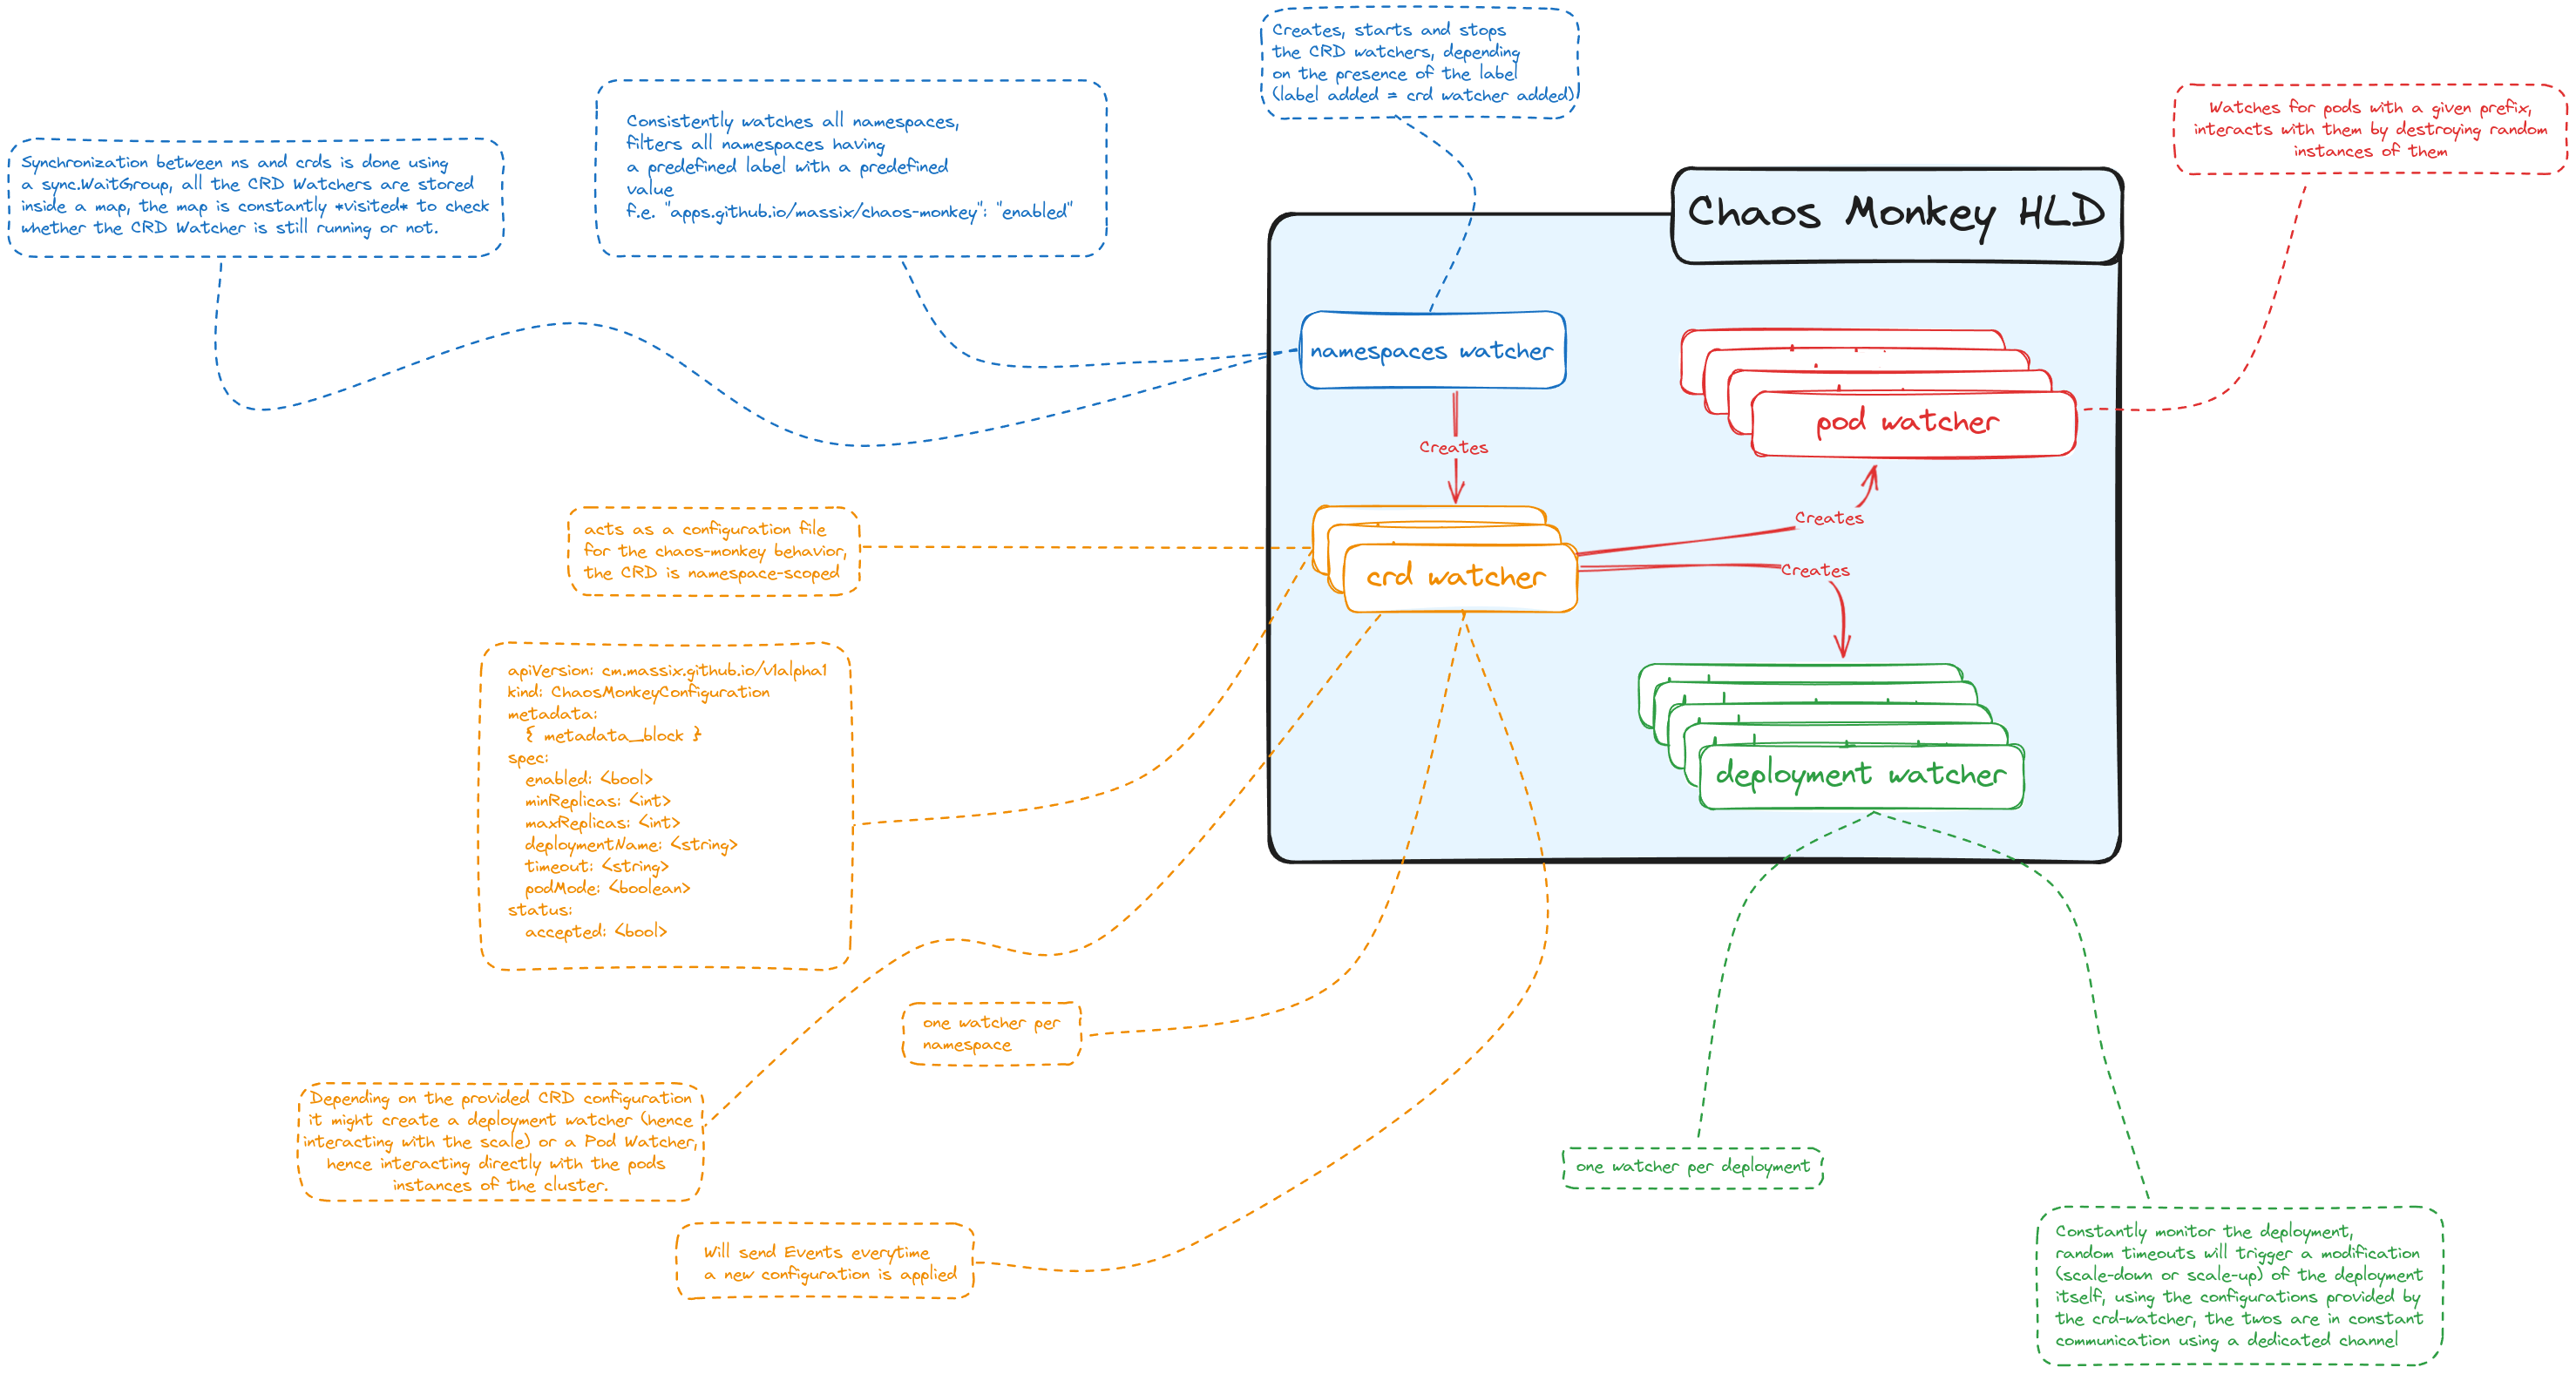 Creates, starts and stops
the CRD watchers, depending
on the presence of the label
(label added = crd watcher added)
Consistently watches all namespaces,
filters all namespaces having
a predefined label with a predefined
value
f.e. "apps.github.io/massix/chaos-monkey": "enabled"
Watches for pods with a given prefix,
interacts with them by destroying random
instances of them
Synchronization between ns and crds is done using
a sync.WaitGroup, all the CRD Watchers are stored
inside a map, the map is constantly *visited* to check
whether the CRD Watcher is still running or not.
Chaos Monkey HLD
namespaces watcher
pod watcher
Creates
Creates
Creates
crd watcher
deployment watcher
acts as a configuration file
for the chaos-monkey behavior,
the CRD is namespace-scoped
apiVersion: cm.massix.github.io/v1alpha1
kind: ChaosMonkeyConfiguration
metadata:
{ metadata_block }
spec:
enabled: <bool>
minReplicas: <int>
maxReplicas: <int>
deploymentName: <string>
timeout: <string>
podMode: <boolean>
status:
accepted: <bool>
one watcher per
namespace
Depending on the provided CRD configuration
it might create a deployment watcher (hence
interacting with the scale) or a Pod Watcher,
hence interacting directly with the pods
instances of the cluster.
Will send Events everytime
a new configuration is applied
one watcher per deployment
Constantly monitor the deployment,
random timeouts will trigger a modification
(scale-down or scale-up) of the deployment
itself, using the configurations provided by
the crd-watcher, the twos are in constant
communication using a dedicated channel